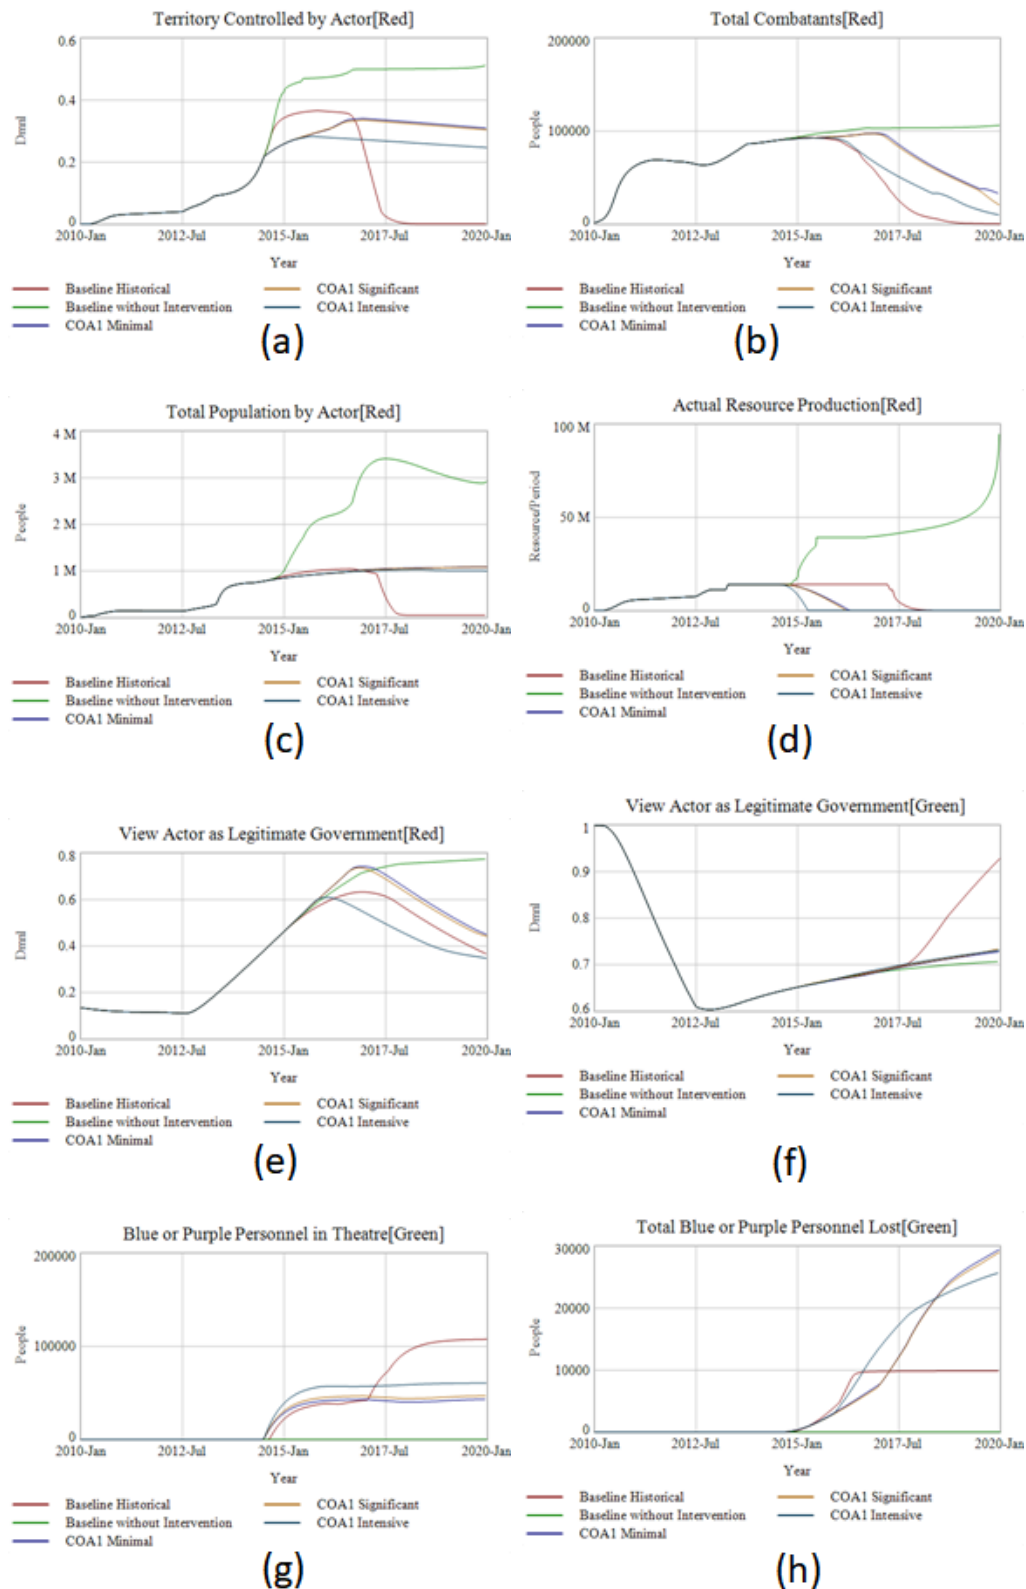 Territory Controlled by Actor[Red]
0.6
0.4
0.2
0
Dmnl
2010-Jan 2012-Jul 2015-Jan 2017-Jul 2020-Jan
Year
Baseline Historical COA1 Significant
Baseline without Intervention COA1 Intensive
COA1 Minimal
(a)
Total Combatants[Red]
200000
100000
0
People
2010-Jan 2012-Jul 2015-Jan 2017-Jul 2020-Jan
Year
Baseline Historical COA1 Significant
Baseline without Intervention COA1 Intensive
COA1 Minimal
(b)
Total Population by Actor[Red]
4 M
3 M
2 M
1 M
0
People
2010-Jan 2012-Jul 2015-Jan 2017-Jul 2020-Jan
Year
Baseline Historical COA1 Significant
Baseline without Intervention COA1 Intensive
COA1 Minimal
(c)
Actual Resource Production[Red]
100 M
50 M
0
Resource/Period
2010-Jan 2012-Jul 2015-Jan 2017-Jul 2020-Jan
Year
Baseline Historical COA1 Significant
Baseline without Intervention COA1 Intensive
COA1 Minimal
(d)
View Actor as Legitimate Government[Red]
0.8
0.6
0.4
0.2
0
Dmnl
2010-Jan 2012-Jul 2015-Jan 2017-Jul 2020-Jan
Year
Baseline Historical COA1 Significant
Baseline without Intervention COA1 Intensive
COA1 Minimal
(e)
View Actor as Legitimate Government[Green]
1
0.9
0.8
0.7
0.6
Dmnl
2010-Jan 2012-Jul 2015-Jan 2017-Jul 2020-Jan
Year
Baseline Historical COA1 Significant
Baseline without Intervention COA1 Intensive
COA1 Minimal
(f)
Blue or Purple Personnel in Theatre[Green]
200000
100000
0
People
2010-Jan 2012-Jul 2015-Jan 2017-Jul 2020-Jan
Year
Baseline Historical COA1 Significant
Baseline without Intervention COA1 Intensive
COA1 Minimal
(g)
Total Blue or Purple Personnel Lost[Green]
30000
20000
10000
0
People
2010-Jan 2012-Jul 2015-Jan 2017-Jul 2020-Jan
Year
Baseline Historical COA1 Significant
Baseline without Intervention COA1 Intensive
COA1 Minimal
(h)